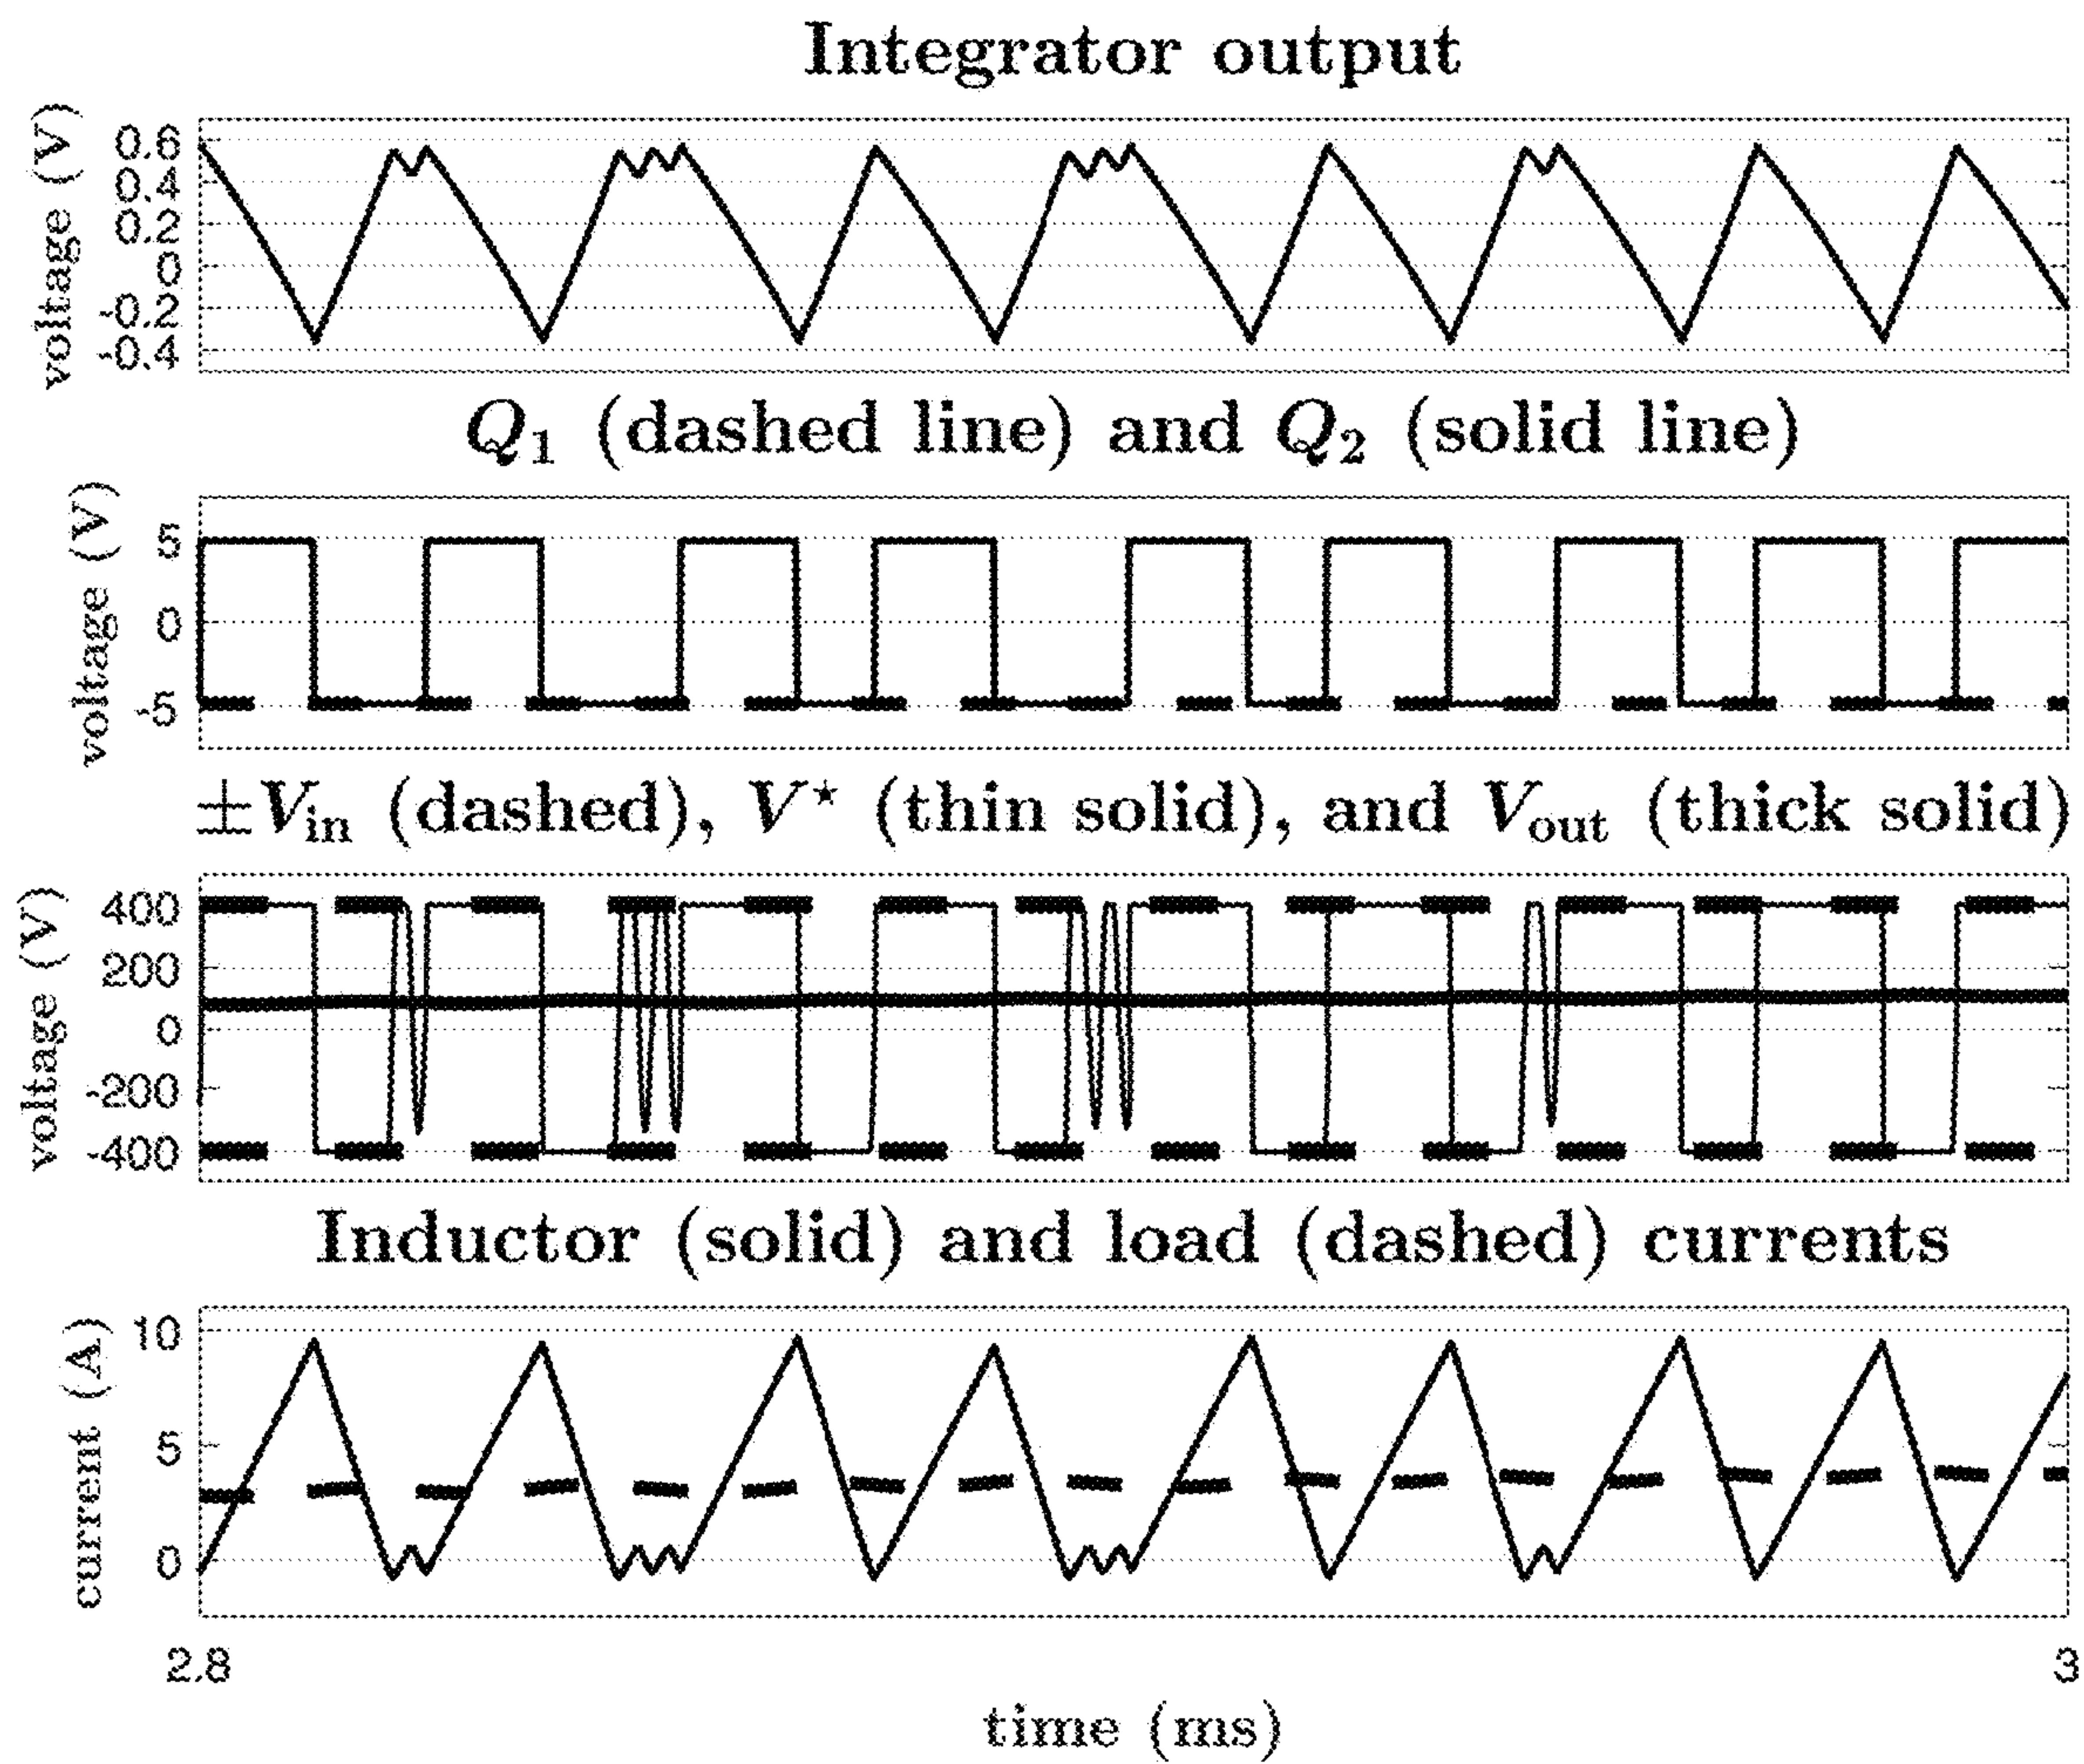 Integrator output
voltage (V)
0.6
0.4
0.2
0
-0.2
-0.4
Q₁ (dashed line) and Q₂ (solid line)
voltage (V)
5
0
-5
±V_in (dashed), V⋆ (thin solid), and V_out (thick solid)
voltage (V)
400
200
0
-200
-400
Inductor (solid) and load (dashed) currents
current (A)
10
5
0
2.8 3
time (ms)